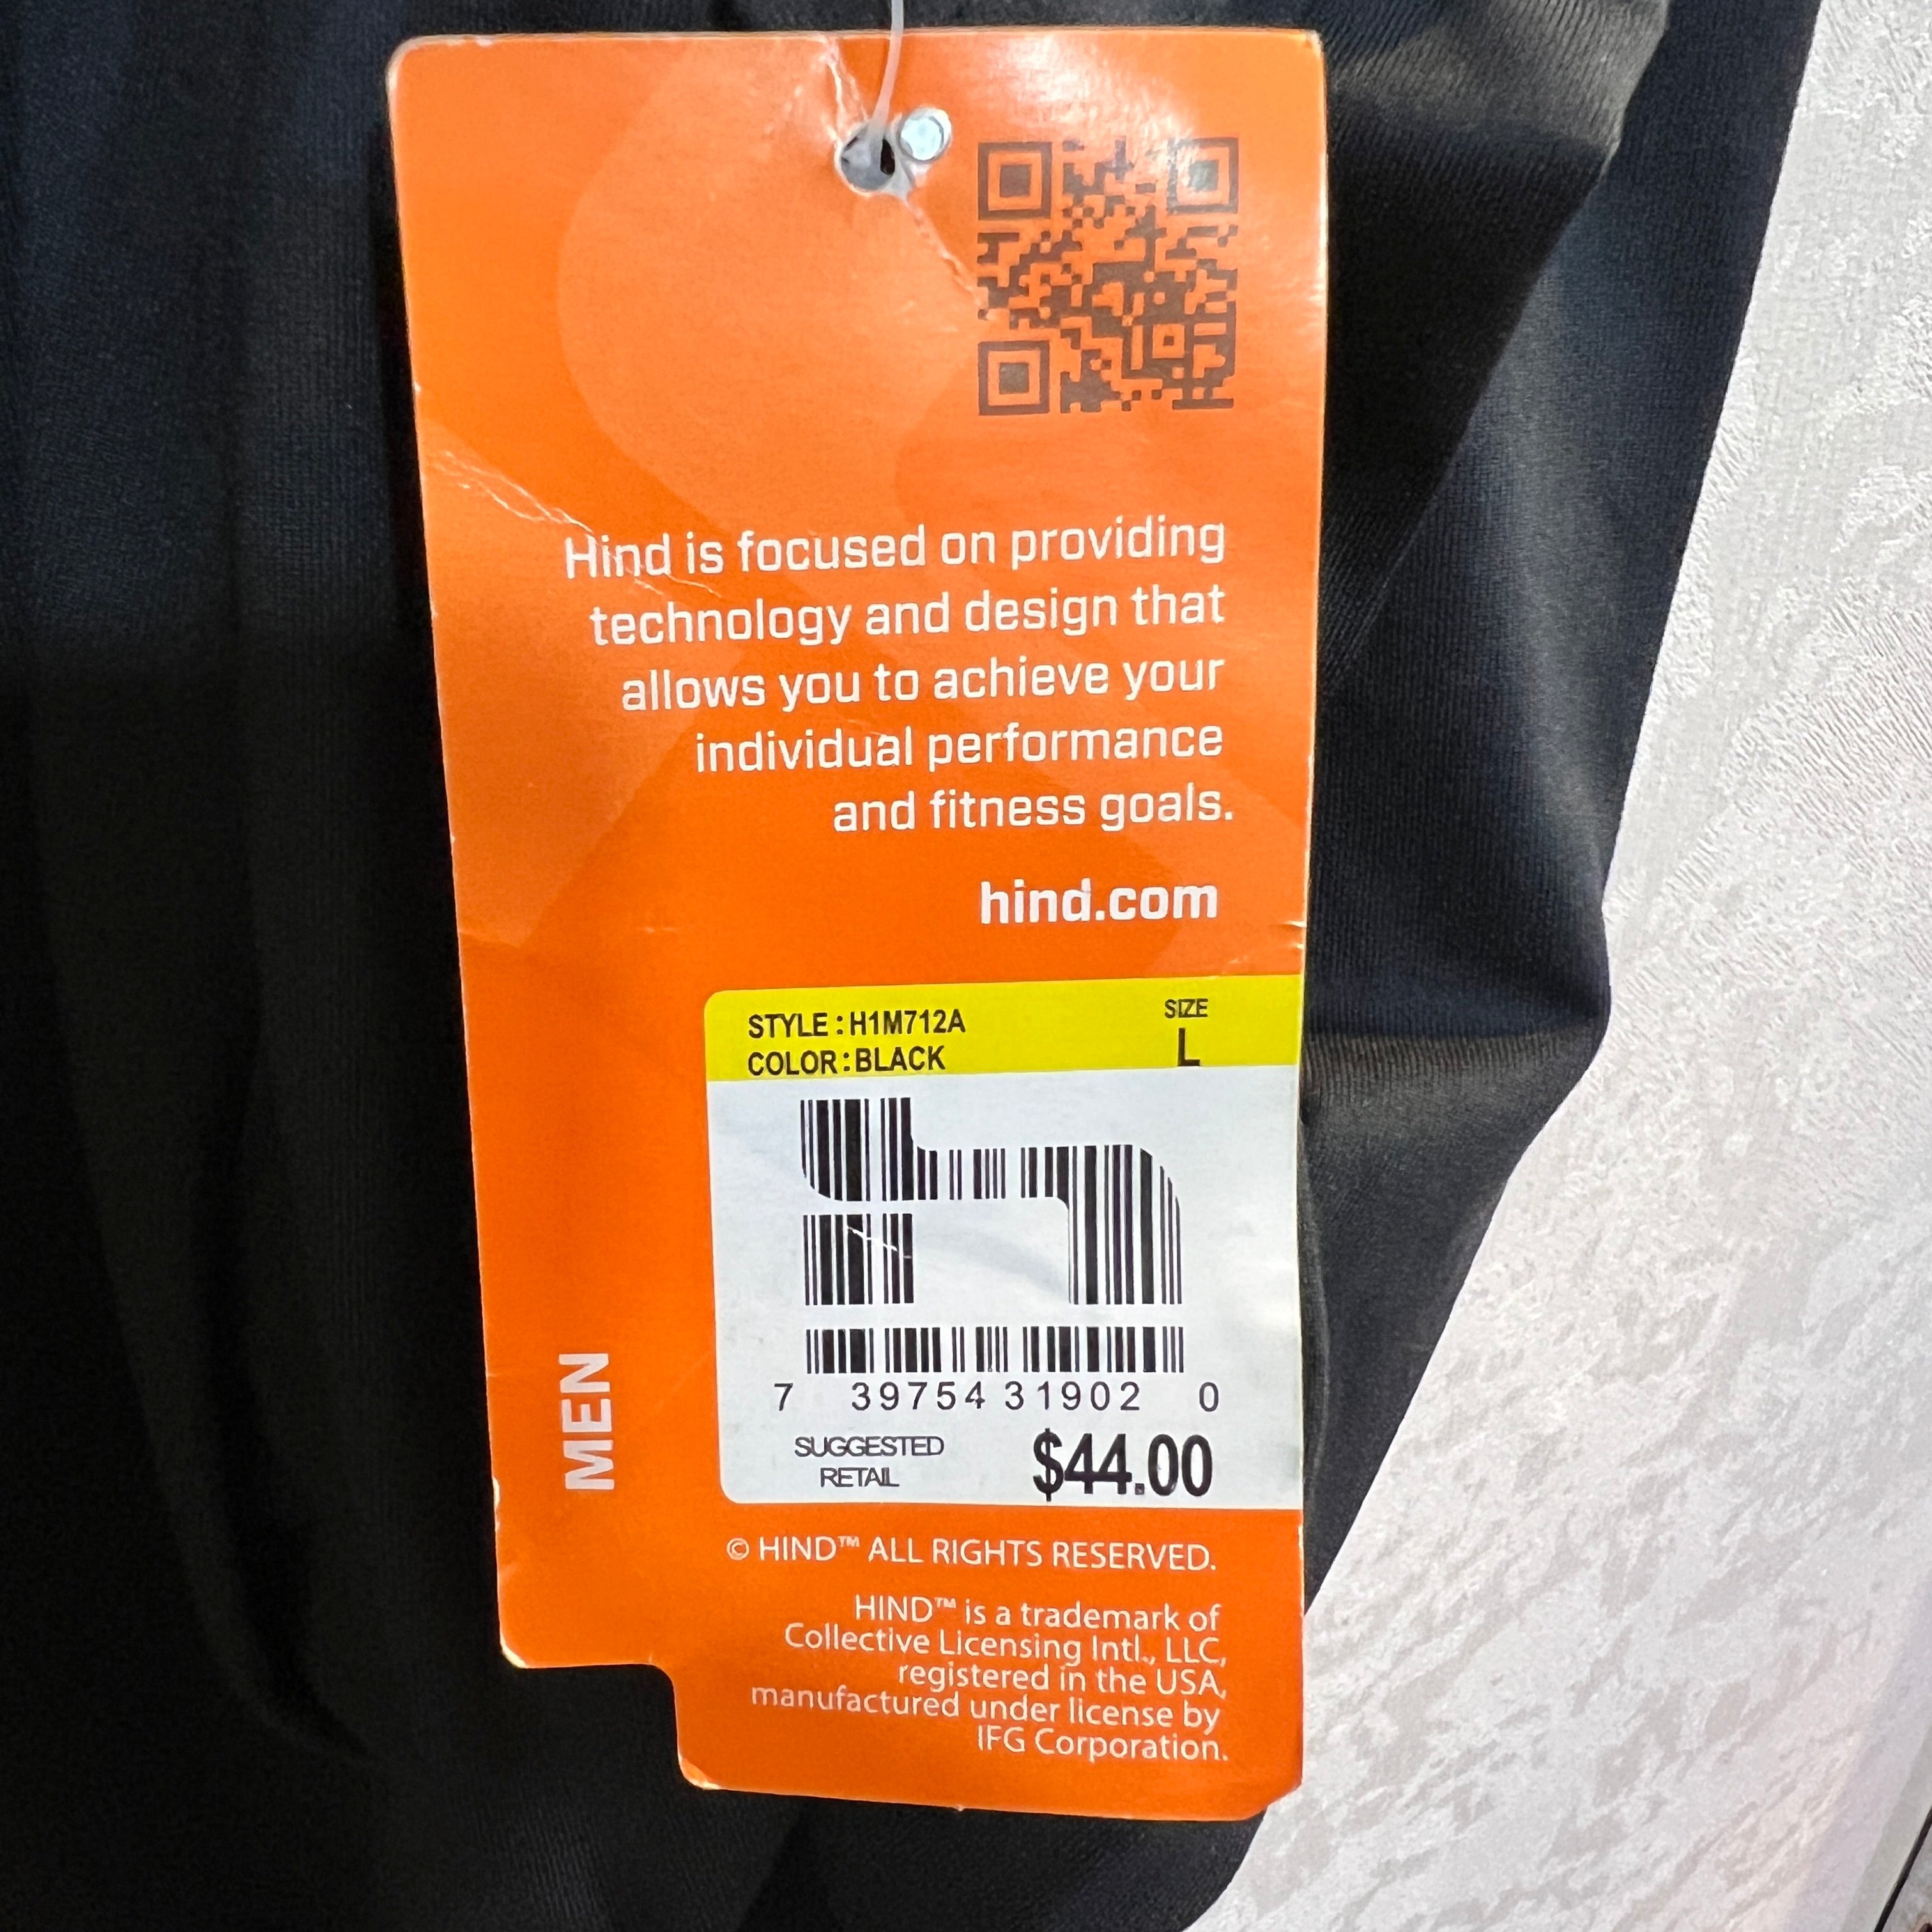 Hind is focused on providing
technology and design that
allows you to achieve your
individual performance
and fitness goals.
hind.com
STYLE : H1M712A
COLOR : BLACK
SIZE
L
7 39754 31902 0
SUGGESTED
RETAIL
$44.00
MEN
© HIND™ ALL RIGHTS RESERVED.
HIND™ is a trademark of
Collective Licensing Intl., LLC,
registered in the USA,
manufactured under license by
IFG Corporation.